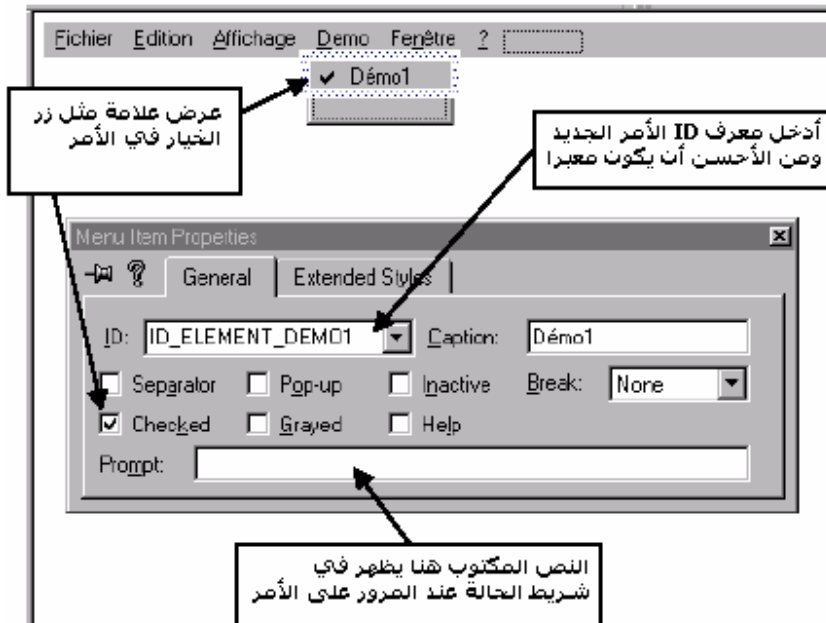 Fichier Edition Affichage Demo Fenêtre ?
Démo1
عرض علامة مثل زر
الخيار في الأمر
أدخل معرف ID الأمر الجديد
ومن الأحسن أن يكون معبرا
Menu Item Properties
General Extended Styles
ID: ID_ELEMENT_DEMO1 Caption: Démo1
Separator Pop-up Inactive Break: None
Checked Grayed Help
Prompt:
النص المكتوب هنا يظهر في
شريط الحالة عند المرور على الأمر